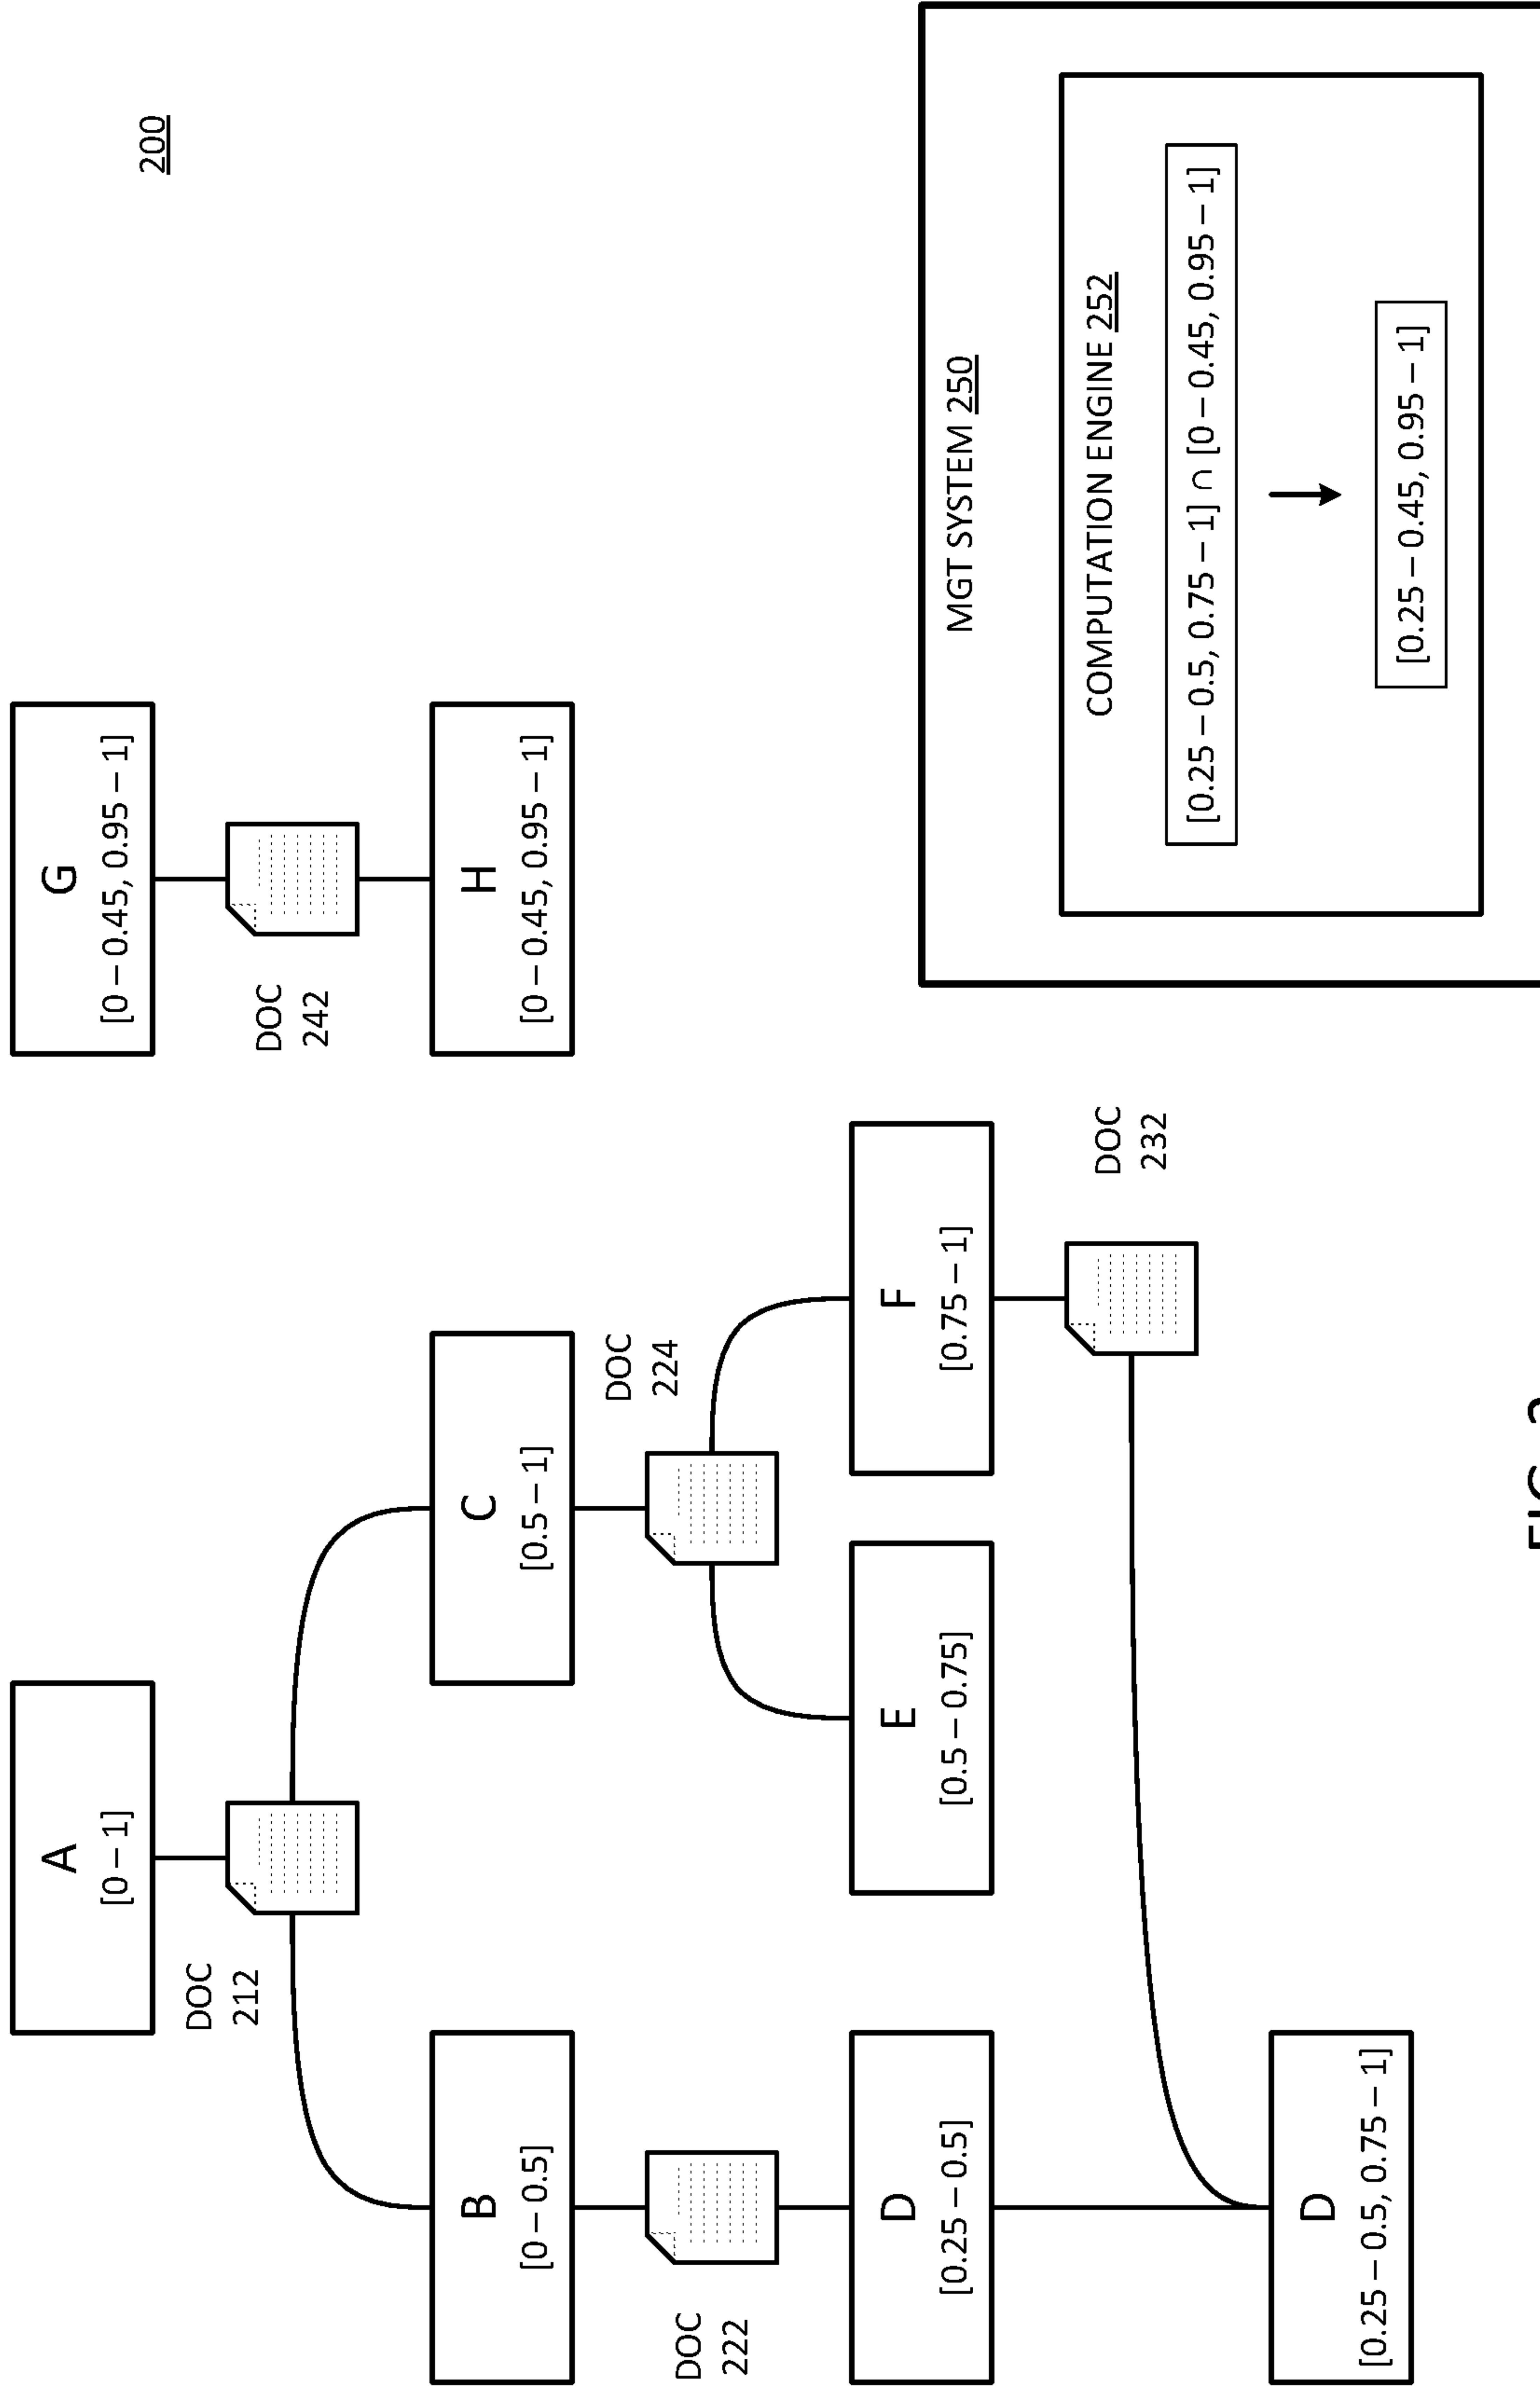 200
A
[0 – 1]
DOC
212
B
[0 – 0.5]
C
[0.5 – 1]
DOC
222
DOC
224
D
[0.25 – 0.5]
E
[0.5 – 0.75]
F
[0.75 – 1]
DOC
232
D
[0.25 – 0.5, 0.75 – 1]
G
[0 – 0.45, 0.95 – 1]
DOC
242
H
[0 – 0.45, 0.95 – 1]
MGT SYSTEM 250
COMPUTATION ENGINE 252
[0.25 – 0.5, 0.75 – 1] ∩ [0 – 0.45, 0.95 – 1]
[0.25 – 0.45, 0.95 – 1]
FIG. 2